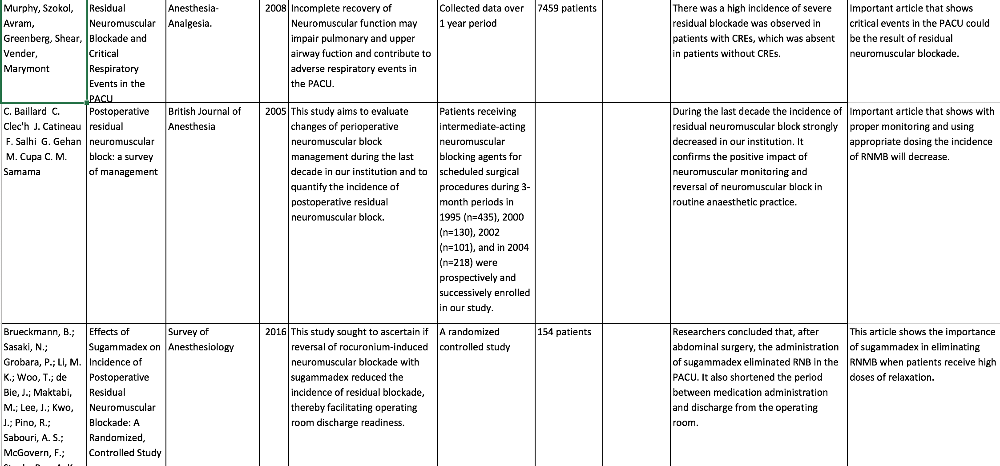 Murphy, Szokol,
Avram,
Greenberg, Shear,
Vender,
Marymont
Residual
Neuromuscular
Blockade and
Critical
Respiratory
Events in the
PACU
Anesthesia-
Analgesia.
2008
Incomplete recovery of
Neuromuscular function may
impair pulmonary and upper
airway fuction and contribute to
adverse respiratory events in
the PACU.
Collected data over
1 year period
7459 patients
There was a high incidence of severe
residual blockade was observed in
patients with CREs, which was absent
in patients without CREs.
Important article that shows
critical events in the PACU could
be the result of residual
neuromuscular blockade.
C. Baillard C.
Clec'h J. Catineau
F. Salhi G. Gehan
M. Cupa C. M.
Samama
Postoperative
residual
neuromuscular
block: a survey
of management
British Journal of
Anesthesia
2005
This study aims to evaluate
changes of perioperative
neuromuscular block
management during the last
decade in our institution and to
quantify the incidence of
postoperative residual
neuromuscular block.
Patients receiving
intermediate-acting
neuromuscular
blocking agents for
scheduled surgical
procedures during 3-
month periods in
1995 (n=435), 2000
(n=130), 2002
(n=101), and in 2004
(n=218) were
prospectively and
successively enrolled
in our study.
During the last decade the incidence of
residual neuromuscular block strongly
decreased in our institution. It
confirms the positive impact of
neuromuscular monitoring and
reversal of neuromuscular block in
routine anaesthetic practice.
Important article that shows with
proper monitoring and using
appropriate dosing the incidence
of RNMB will decrease.
Brueckmann, B.;
Sasaki, N.;
Grobara, P.; Li, M.
K.; Woo, T.; de
Bie, J.; Maktabi,
M.; Lee, J.; Kwo,
J.; Pino, R.;
Sabouri, A. S.;
McGovern, F.;
Effects of
Sugammadex on
Incidence of
Postoperative
Residual
Neuromuscular
Blockade: A
Randomized,
Controlled Study
Survey of
Anesthesiology
2016
This study sought to ascertain if
reversal of rocuronium-induced
neuromuscular blockade with
sugammadex reduced the
incidence of residual blockade,
thereby facilitating operating
room discharge readiness.
A randomized
controlled study
154 patients
Researchers concluded that, after
abdominal surgery, the administration
of sugammadex eliminated RNB in the
PACU. It also shortened the period
between medication administration
and discharge from the operating
room.
This article shows the importance
of sugammadex in eliminating
RNMB when patients receive high
doses of relaxation.